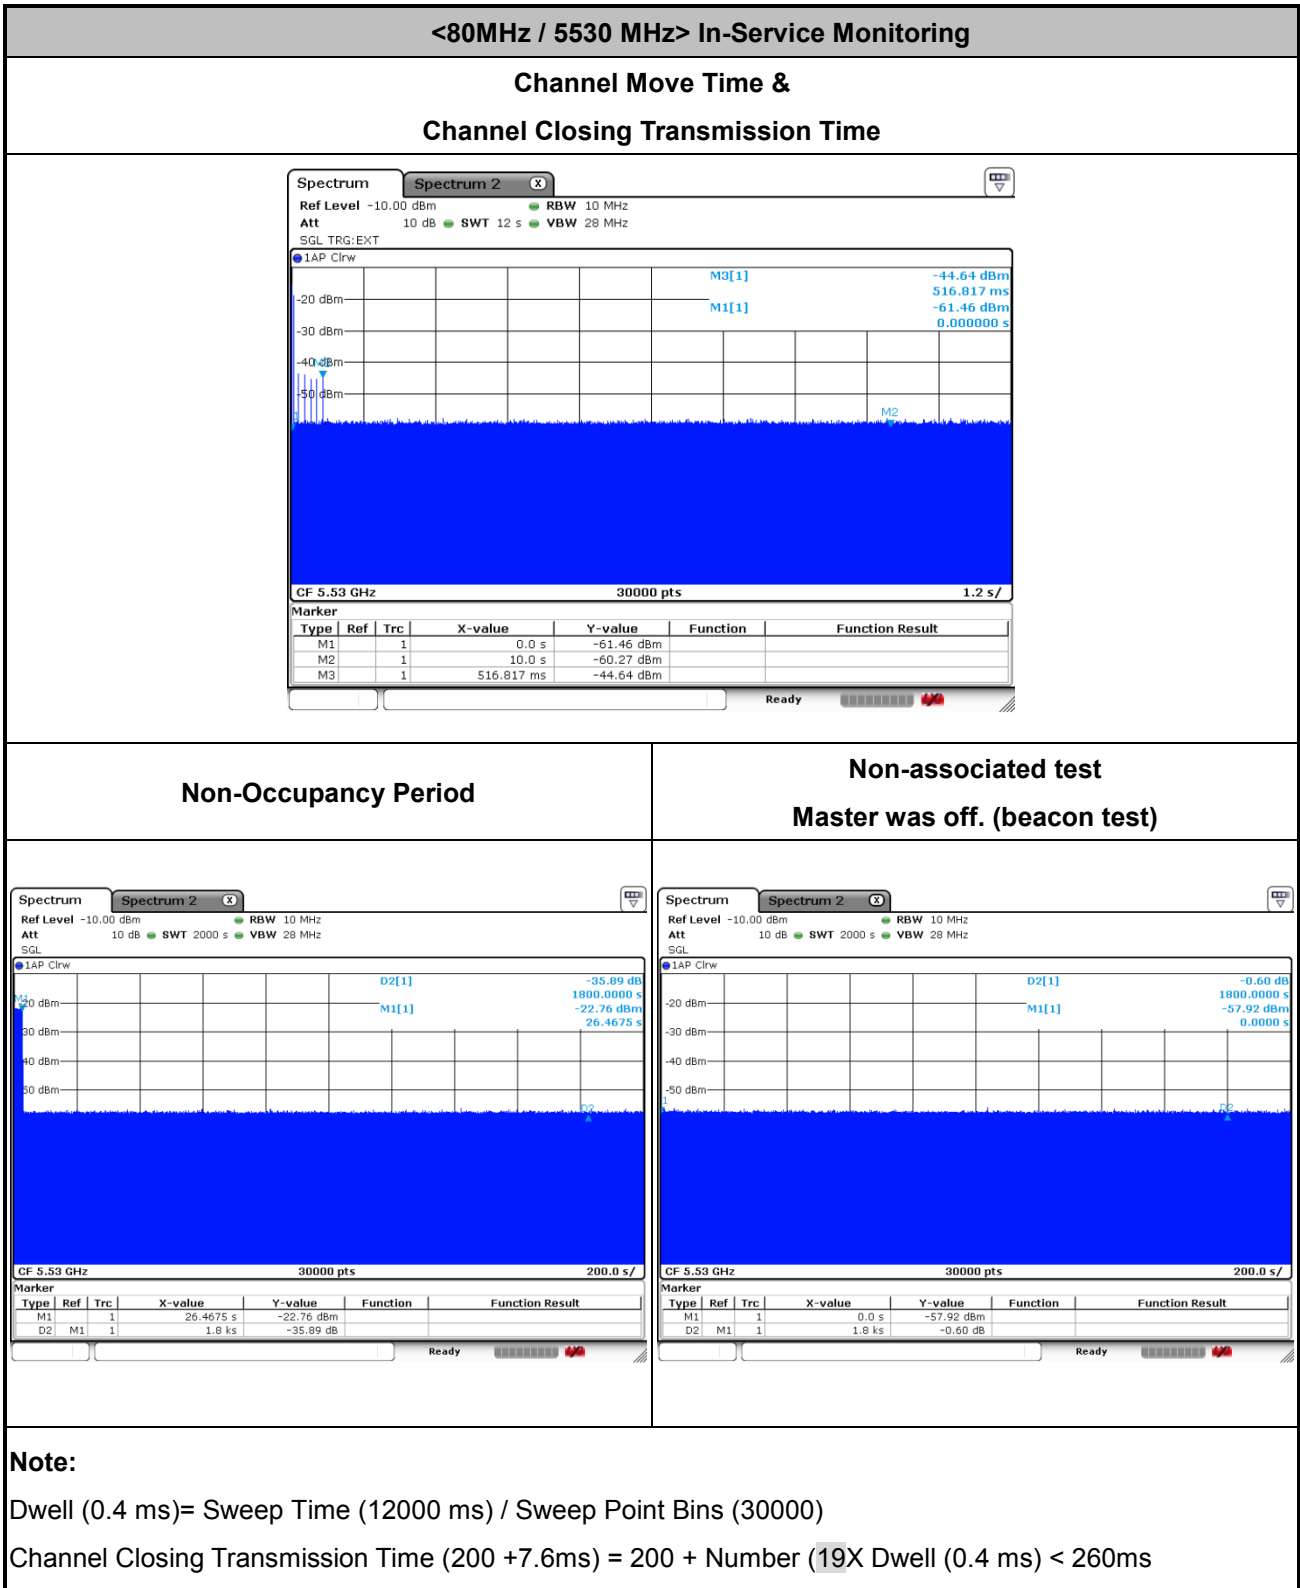 <80MHz / 5530 MHz> In-Service Monitoring
Channel Move Time &
Channel Closing Transmission Time
Spectrum Spectrum 2 X
Ref Level -10.00 dBm RBW 10 MHz
Att 10 dB SWT 12 s VBW 28 MHz
SGL TRG:EXT
1AP Clrw
M3[1] -44.64 dBm
516.817 ms
-20 dBm
M1[1] -61.46 dBm
0.000000 s
-30 dBm
-40 dBm
-50 dBm
M2
CF 5.53 GHz 30000 pts 1.2 s/
Marker
Type Ref Trc X-value Y-value Function Function Result
M1 1 0.0 s -61.46 dBm
M2 1 10.0 s -60.27 dBm
M3 1 516.817 ms -44.64 dBm
Ready
Non-Occupancy Period
Non-associated test
Master was off. (beacon test)
Spectrum Spectrum 2 X
Ref Level -10.00 dBm RBW 10 MHz
Att 10 dB SWT 2000 s VBW 28 MHz
SGL
1AP Clrw
D2[1] -35.89 dB
1800.0000 s
M1
-20 dBm
M1[1] -22.76 dBm
26.4675 s
30 dBm
40 dBm
50 dBm
D2
CF 5.53 GHz 30000 pts 200.0 s/
Marker
Type Ref Trc X-value Y-value Function Function Result
M1 1 26.4675 s -22.76 dBm
D2 M1 1 1.8 ks -35.89 dB
Ready
Spectrum Spectrum 2 X
Ref Level -10.00 dBm RBW 10 MHz
Att 10 dB SWT 2000 s VBW 28 MHz
SGL
1AP Clrw
D2[1] -0.60 dB
1800.0000 s
-20 dBm
M1[1] -57.92 dBm
0.0000 s
-30 dBm
-40 dBm
-50 dBm
1
D2
CF 5.53 GHz 30000 pts 200.0 s/
Marker
Type Ref Trc X-value Y-value Function Function Result
M1 1 0.0 s -57.92 dBm
D2 M1 1 1.8 ks -0.60 dB
Ready
Note:
Dwell (0.4 ms)= Sweep Time (12000 ms) / Sweep Point Bins (30000)
Channel Closing Transmission Time (200 +7.6ms) = 200 + Number (19X Dwell (0.4 ms) < 260ms